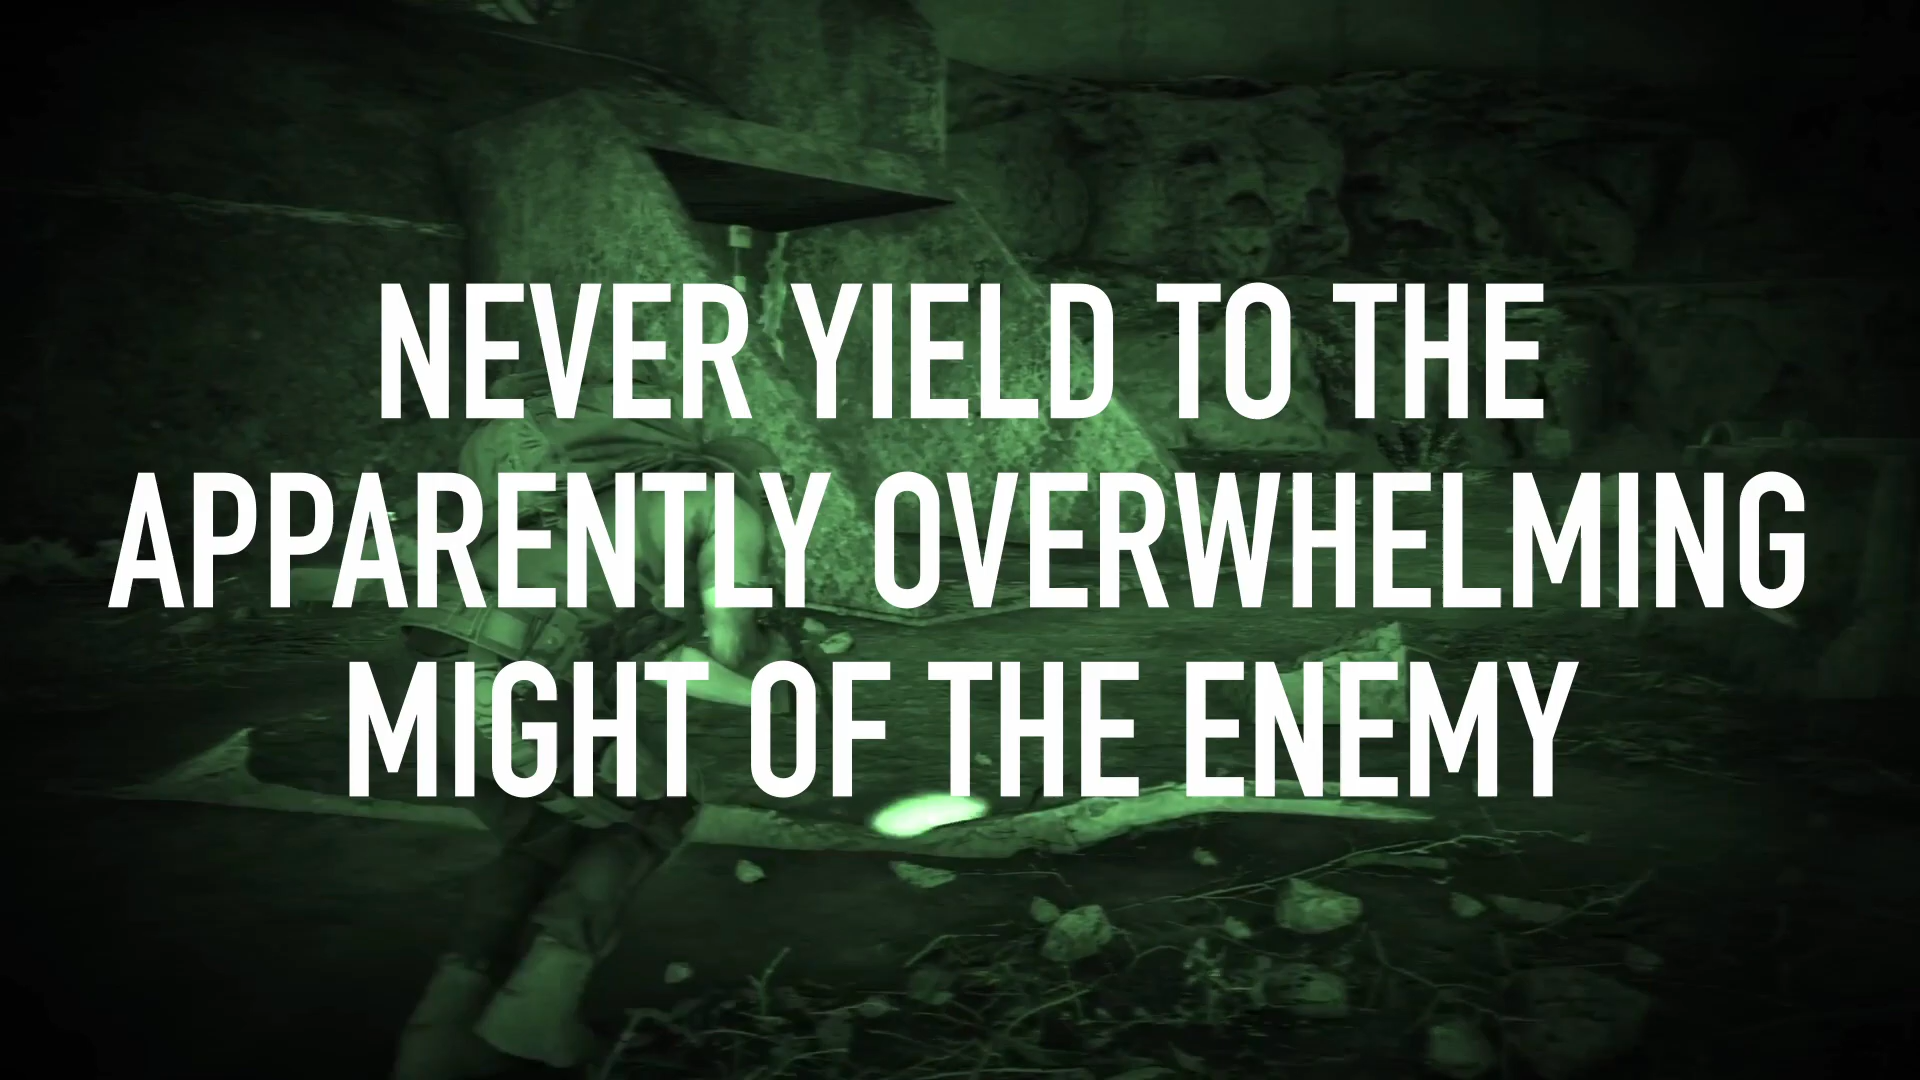 NEVER YIELD TO THE
APPARENTLY OVERWHELMING
MIGHT OF THE ENEMY